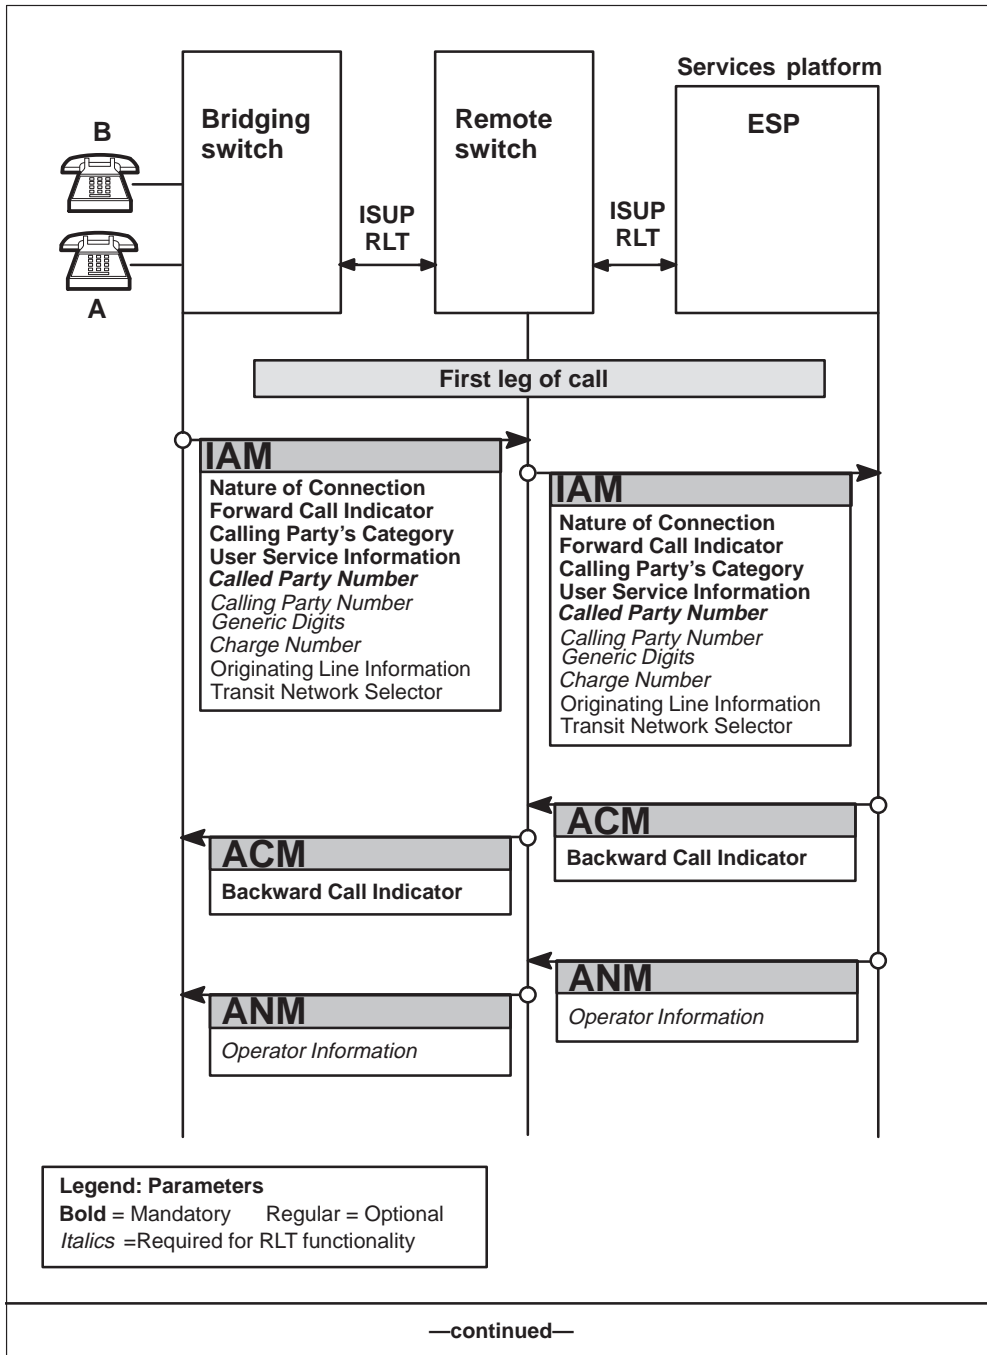 Services platform
Bridging
switch
Remote
switch
ESP
B
A
ISUP
RLT
ISUP
RLT
First leg of call
IAM
Nature of Connection
Forward Call Indicator
Calling Party's Category
User Service Information
Called Party Number
Calling Party Number
Generic Digits
Charge Number
Originating Line Information
Transit Network Selector
IAM
Nature of Connection
Forward Call Indicator
Calling Party's Category
User Service Information
Called Party Number
Calling Party Number
Generic Digits
Charge Number
Originating Line Information
Transit Network Selector
ACM
Backward Call Indicator
ACM
Backward Call Indicator
ANM
Operator Information
ANM
Operator Information
Legend: Parameters
Bold = Mandatory Regular = Optional
Italics =Required for RLT functionality
—continued—